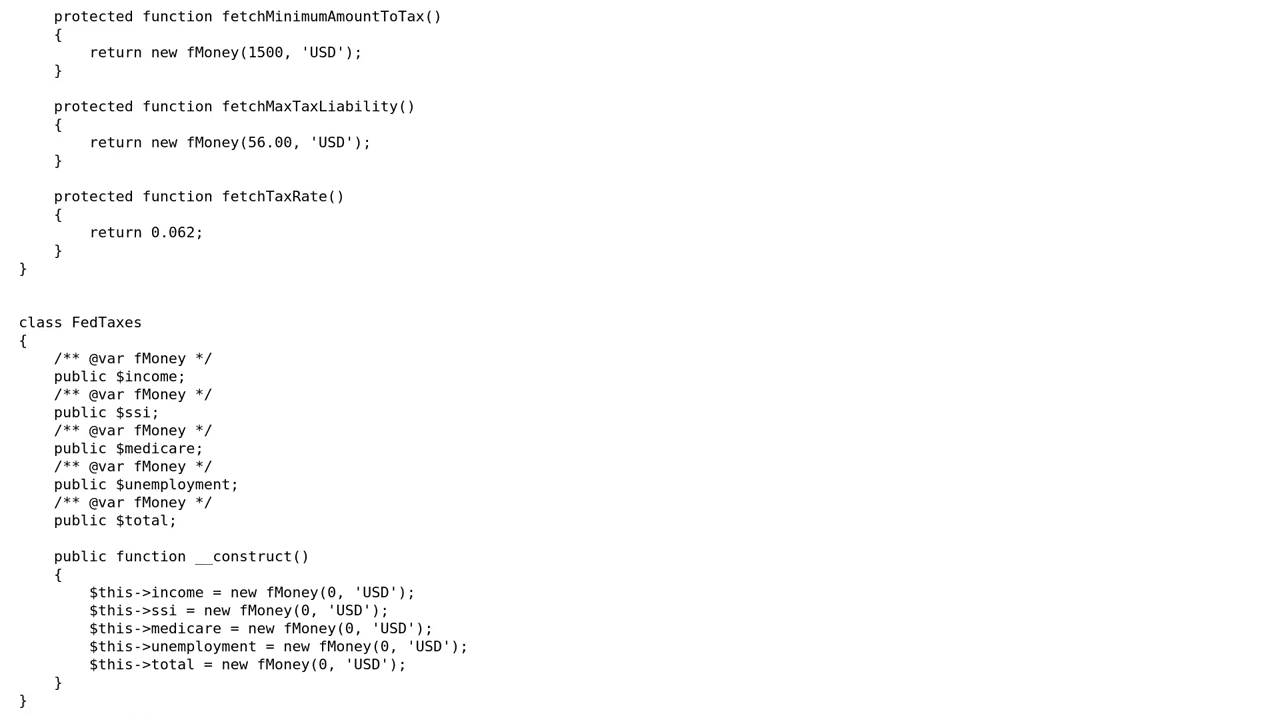 protected function fetchMinimumAmountToTax()
    {
        return new fMoney(1500, 'USD');
    }

    protected function fetchMaxTaxLiability()
    {
        return new fMoney(56.00, 'USD');
    }

    protected function fetchTaxRate()
    {
        return 0.062;
    }
}


class FedTaxes
{
    /** @var fMoney */
    public $income;
    /** @var fMoney */
    public $ssi;
    /** @var fMoney */
    public $medicare;
    /** @var fMoney */
    public $unemployment;
    /** @var fMoney */
    public $total;

    public function __construct()
    {
        $this->income = new fMoney(0, 'USD');
        $this->ssi = new fMoney(0, 'USD');
        $this->medicare = new fMoney(0, 'USD');
        $this->unemployment = new fMoney(0, 'USD');
        $this->total = new fMoney(0, 'USD');
    }
}